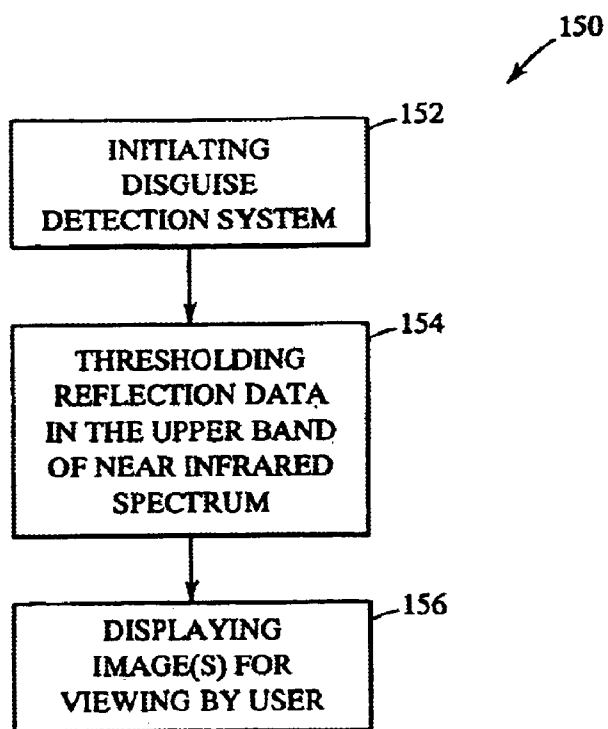 150
152
INITIATING
DISGUISE
DETECTION SYSTEM
154
THRESHOLDING
REFLECTION DATA
IN THE UPPER BAND
OF NEAR INFRARED
SPECTRUM
156
DISPLAYING
IMAGE(S) FOR
VIEWING BY USER